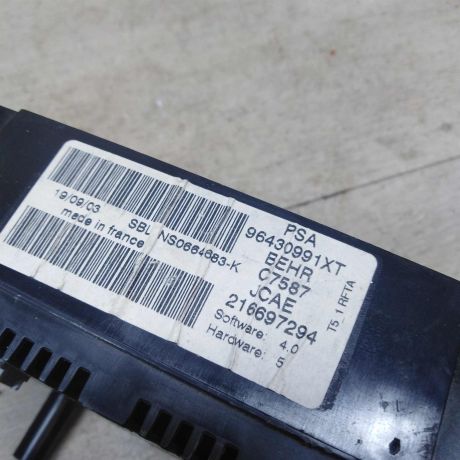 PSA
96430991XT
BEHR
C7587
JCAE
216697294
Software: 4.0
Hardware: 5
T5 1 RFTA
19/09/03 SBL NS0664683-K
made in france